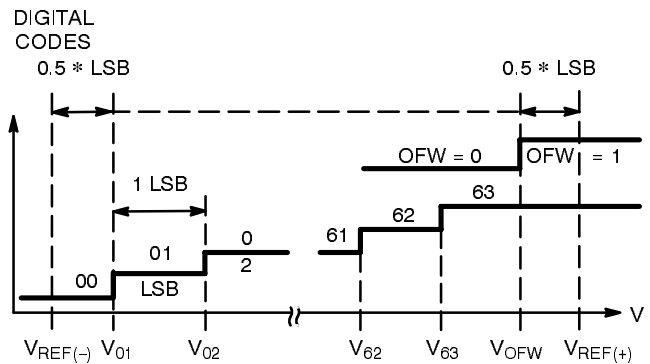 DIGITAL
CODES
0.5 * LSB
0.5 * LSB
OFW = 0
OFW = 1
1 LSB
63
62
61
0
2
01
LSB
00
V
VREF(–)
V01
V02
V62
V63
VOFW
VREF(+)